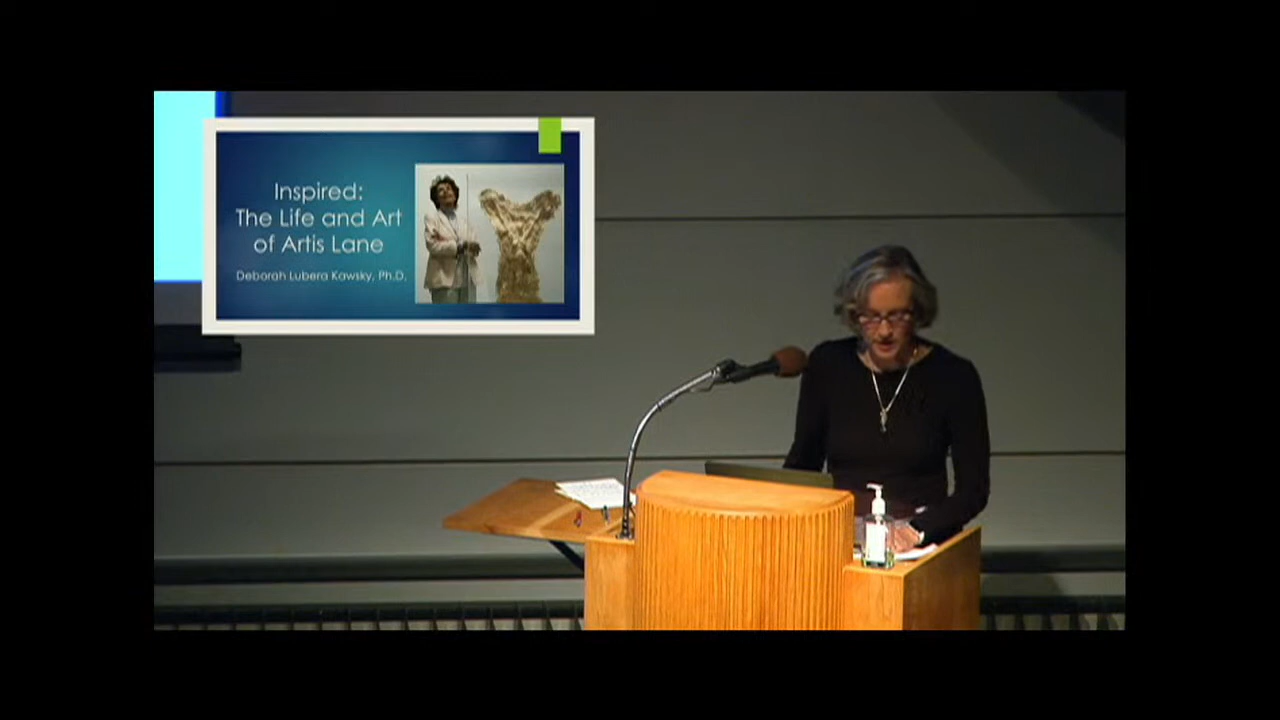 Inspired:
The Life and Art
of Artis Lane
Deborah Lubera Kawsky, Ph.D.